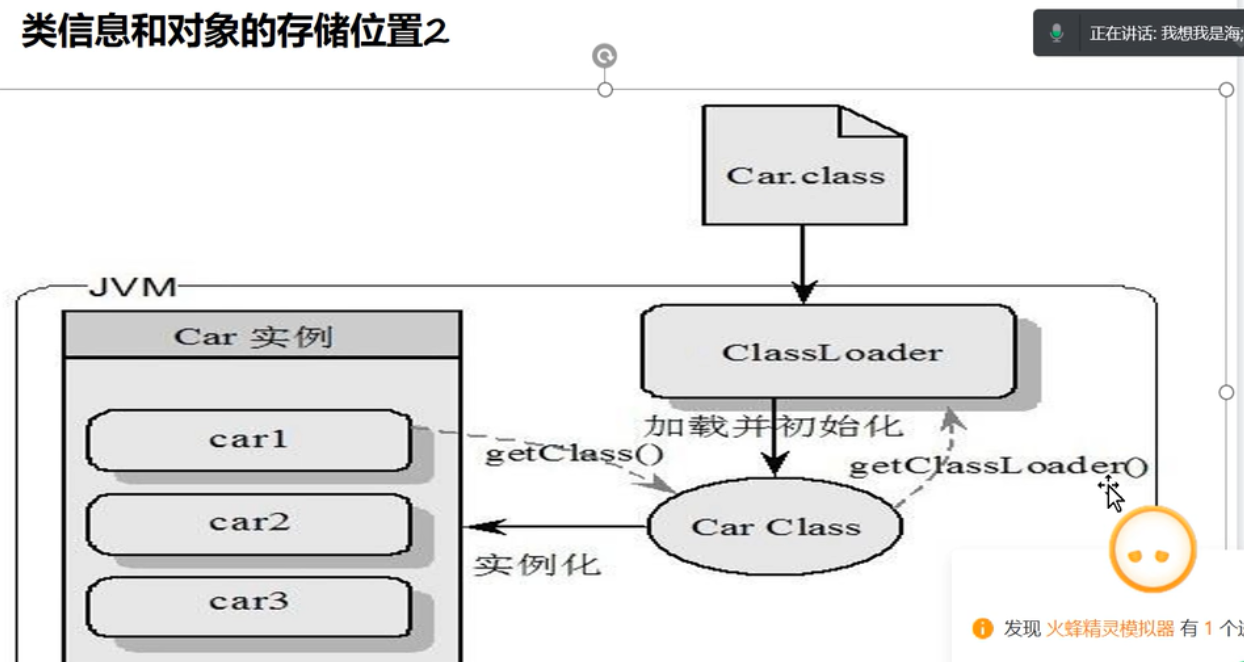 类信息和对象的存储位置2
正在讲话: 我想我是海;
Car.class
JVM
Car 实例
ClassLoader
加载并初始化
car1
getClass()
getClassLoader()
car2
Car Class
实例化
car3
发现 火蜂精灵模拟器 有 1 个